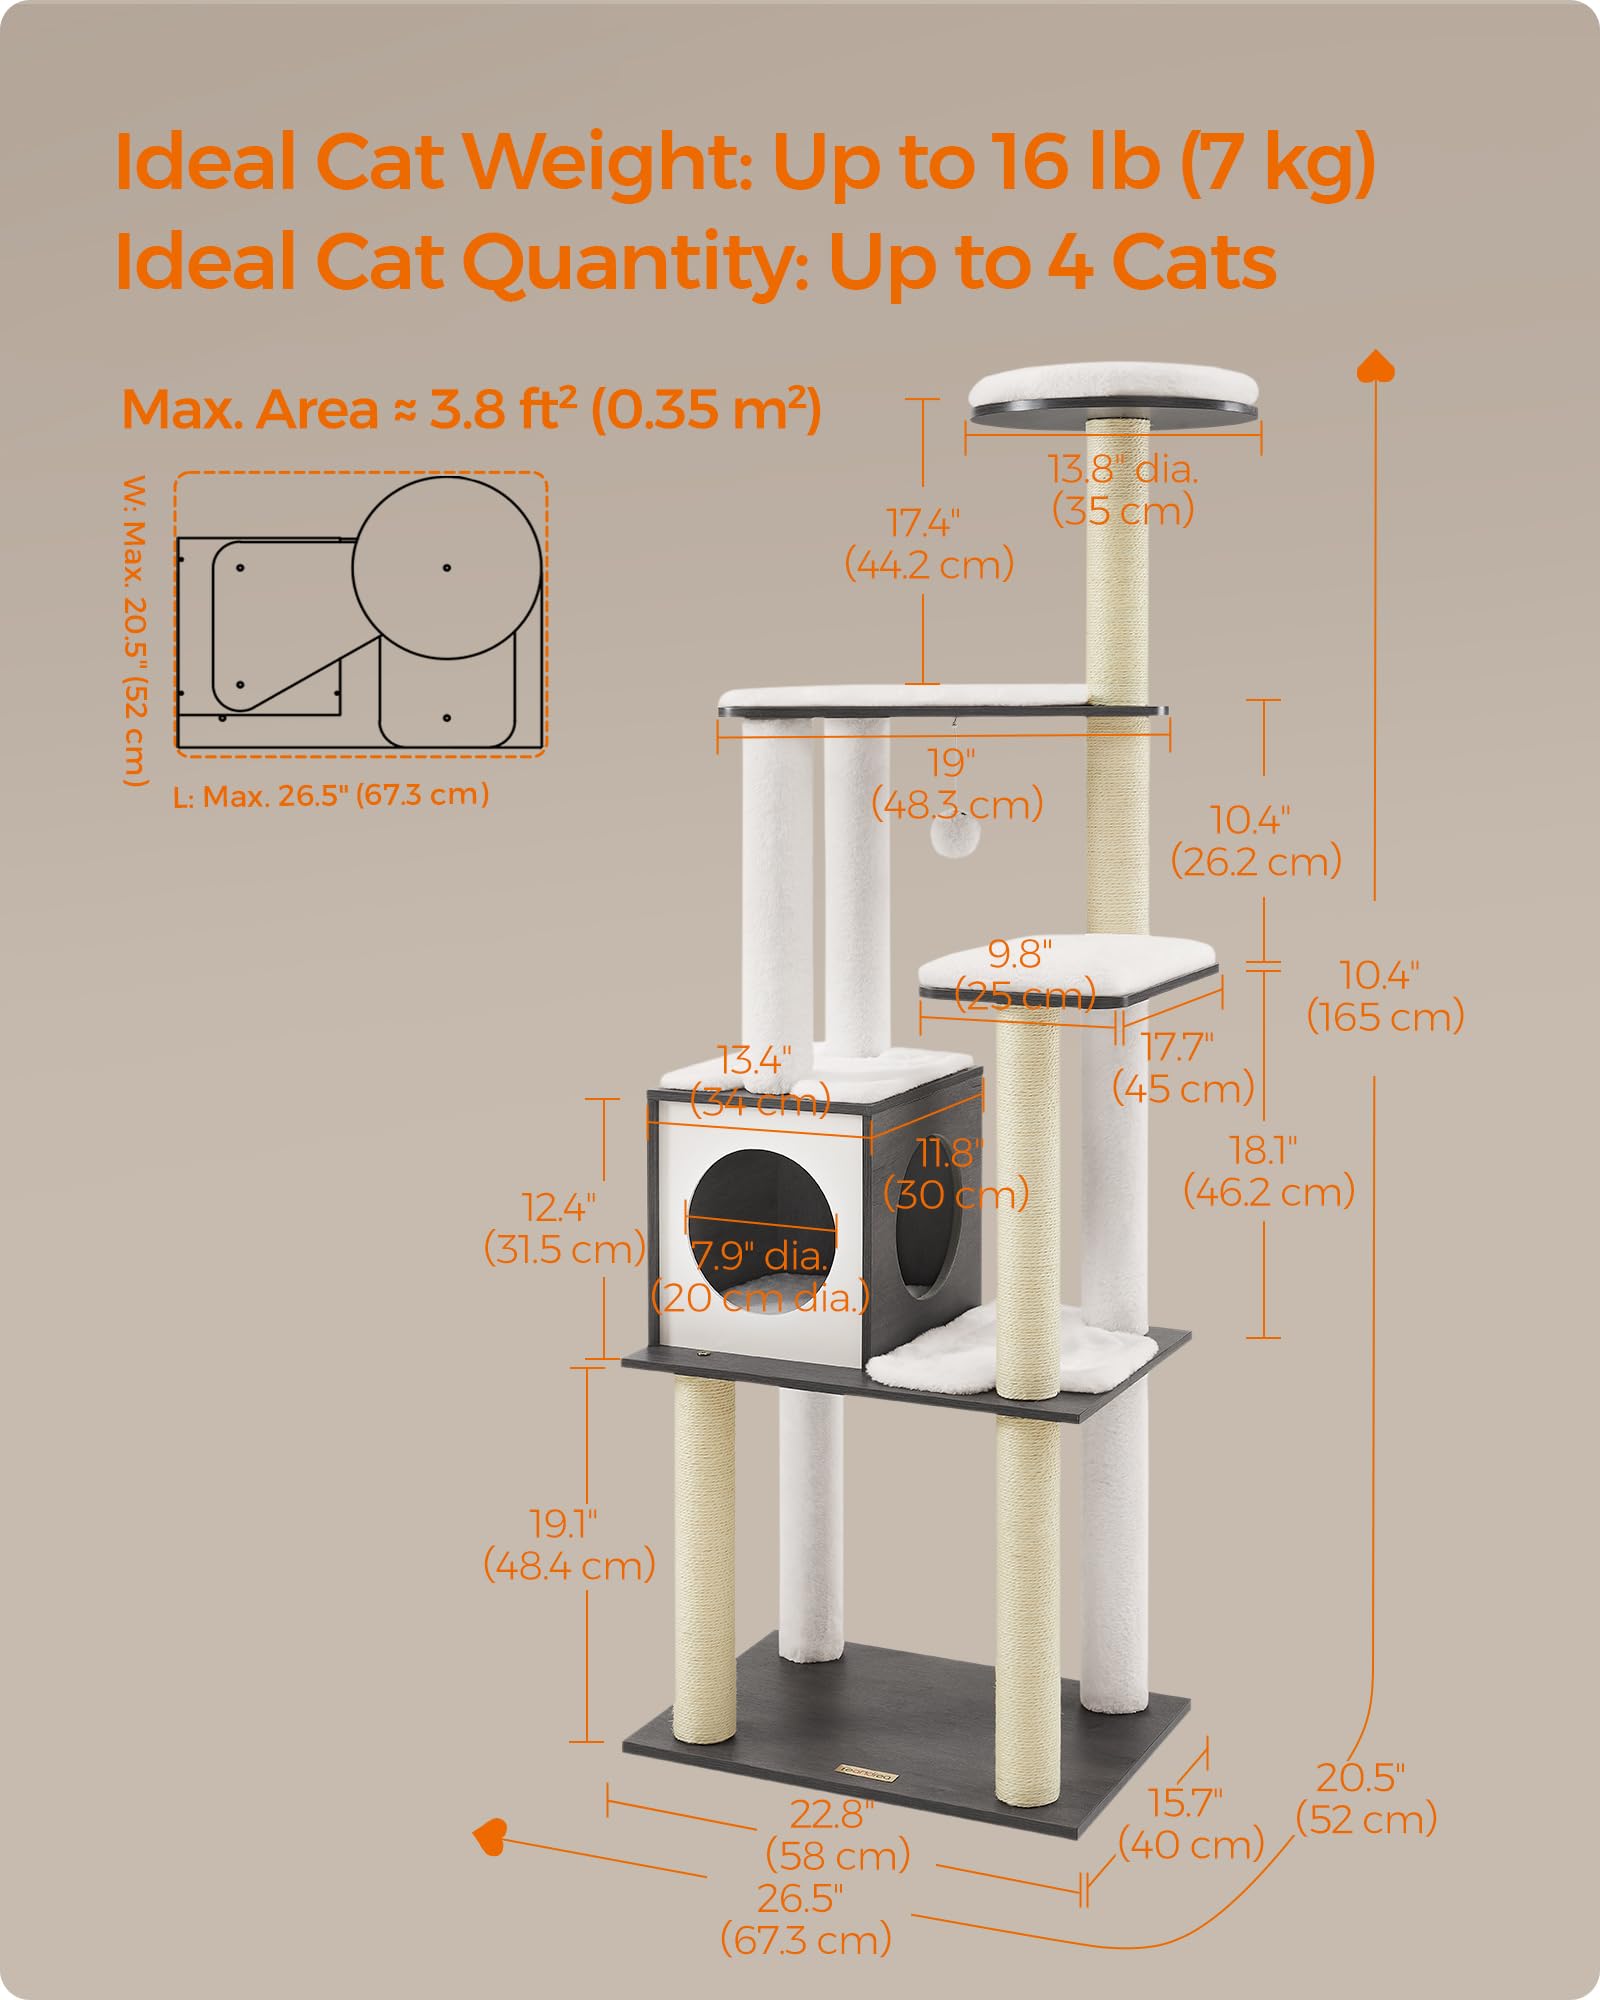 Ideal Cat Weight: Up to 16 lb (7 kg)
Ideal Cat Quantity: Up to 4 Cats
Max. Area ≈ 3.8 ft² (0.35 m²)
W: Max. 20.5" (52 cm)
L: Max. 26.5" (67.3 cm)
13.8" dia.
(35 cm)
17.4"
(44.2 cm)
19"
(48.3 cm)
10.4"
(26.2 cm)
9.8"
(25 cm)
10.4"
(165 cm)
17.7"
(45 cm)
13.4"
(34 cm)
11.8"
(30 cm)
18.1"
(46.2 cm)
12.4"
(31.5 cm)
7.9" dia.
(20 cm dia.)
19.1"
(48.4 cm)
22.8"
(58 cm)
15.7"
(40 cm)
20.5"
(52 cm)
26.5"
(67.3 cm)